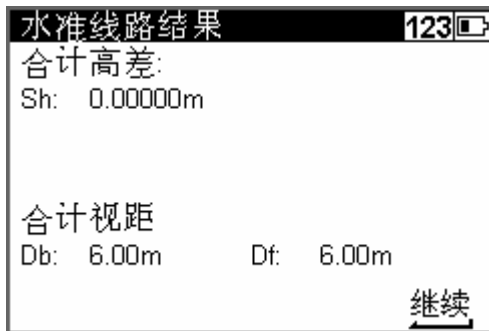 水准线路结果 123
合计高差:
Sh: 0.00000m
合计视距
Db: 6.00m Df: 6.00m
继续